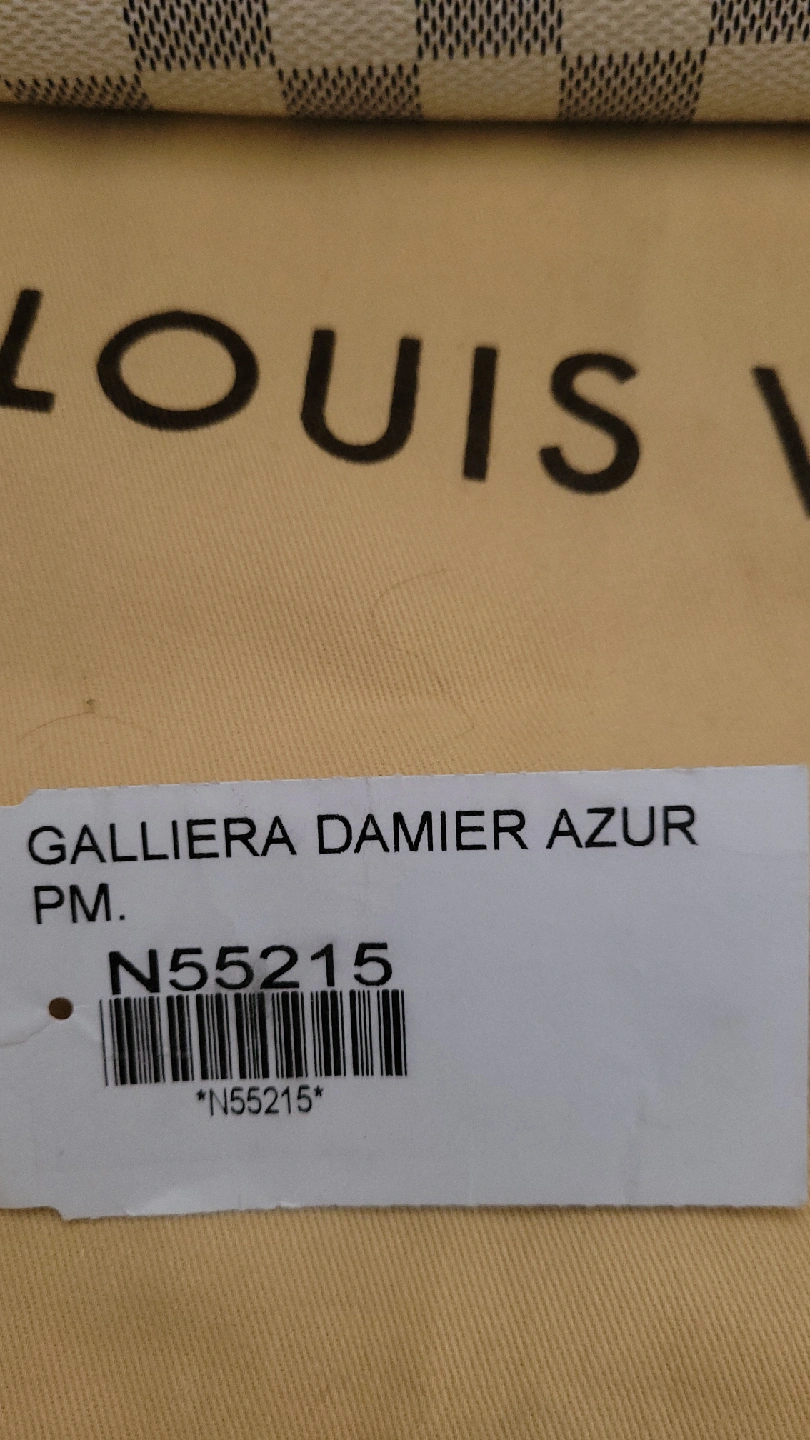 LOUIS V
GALLIERA DAMIER AZUR
PM.
N55215
*N55215*